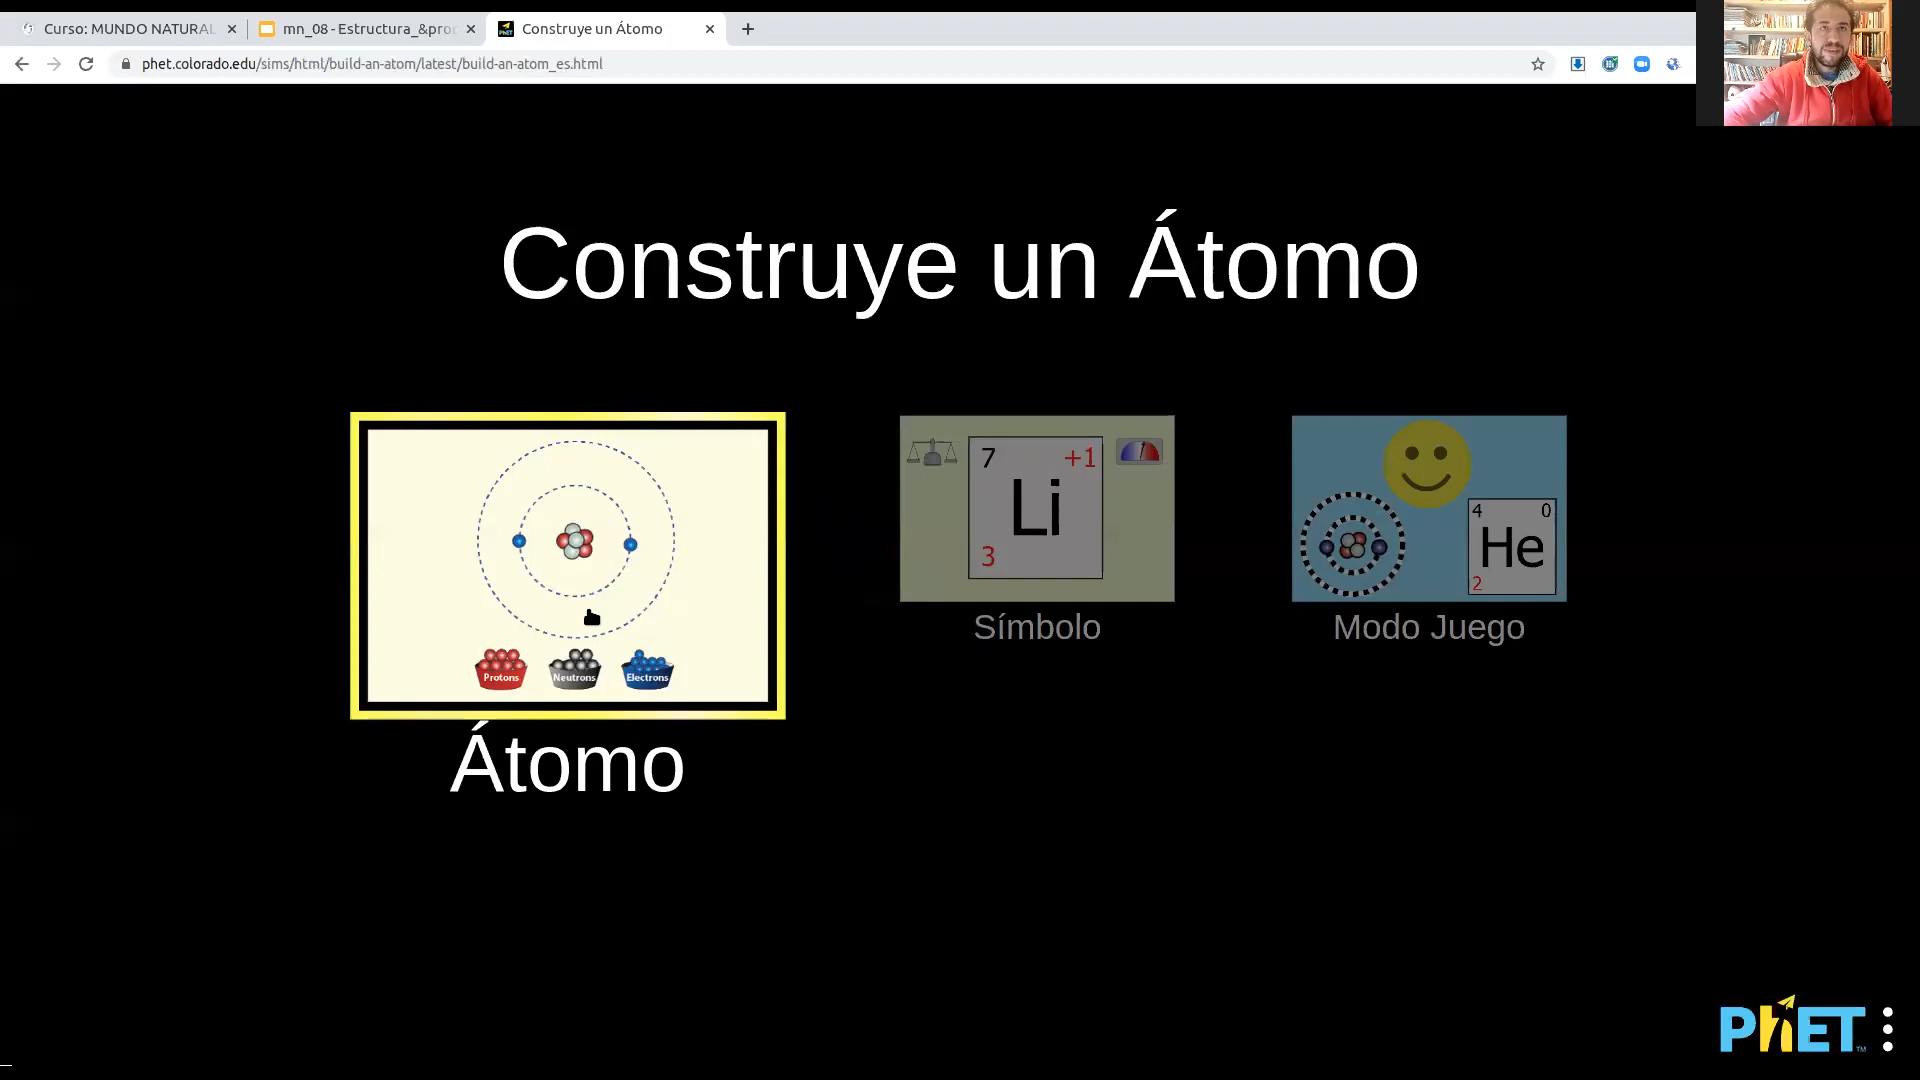 Curso: MUNDO NATURAL
mn_08 - Estructura_&pro
Construye un Átomo
phet.colorado.edu/sims/html/build-an-atom/latest/build-an-atom_es.html
Construye un Átomo
Protons
Neutrons
Electrons
Átomo
7
+1
Li
3
Símbolo
4
0
He
2
Modo Juego
PhET